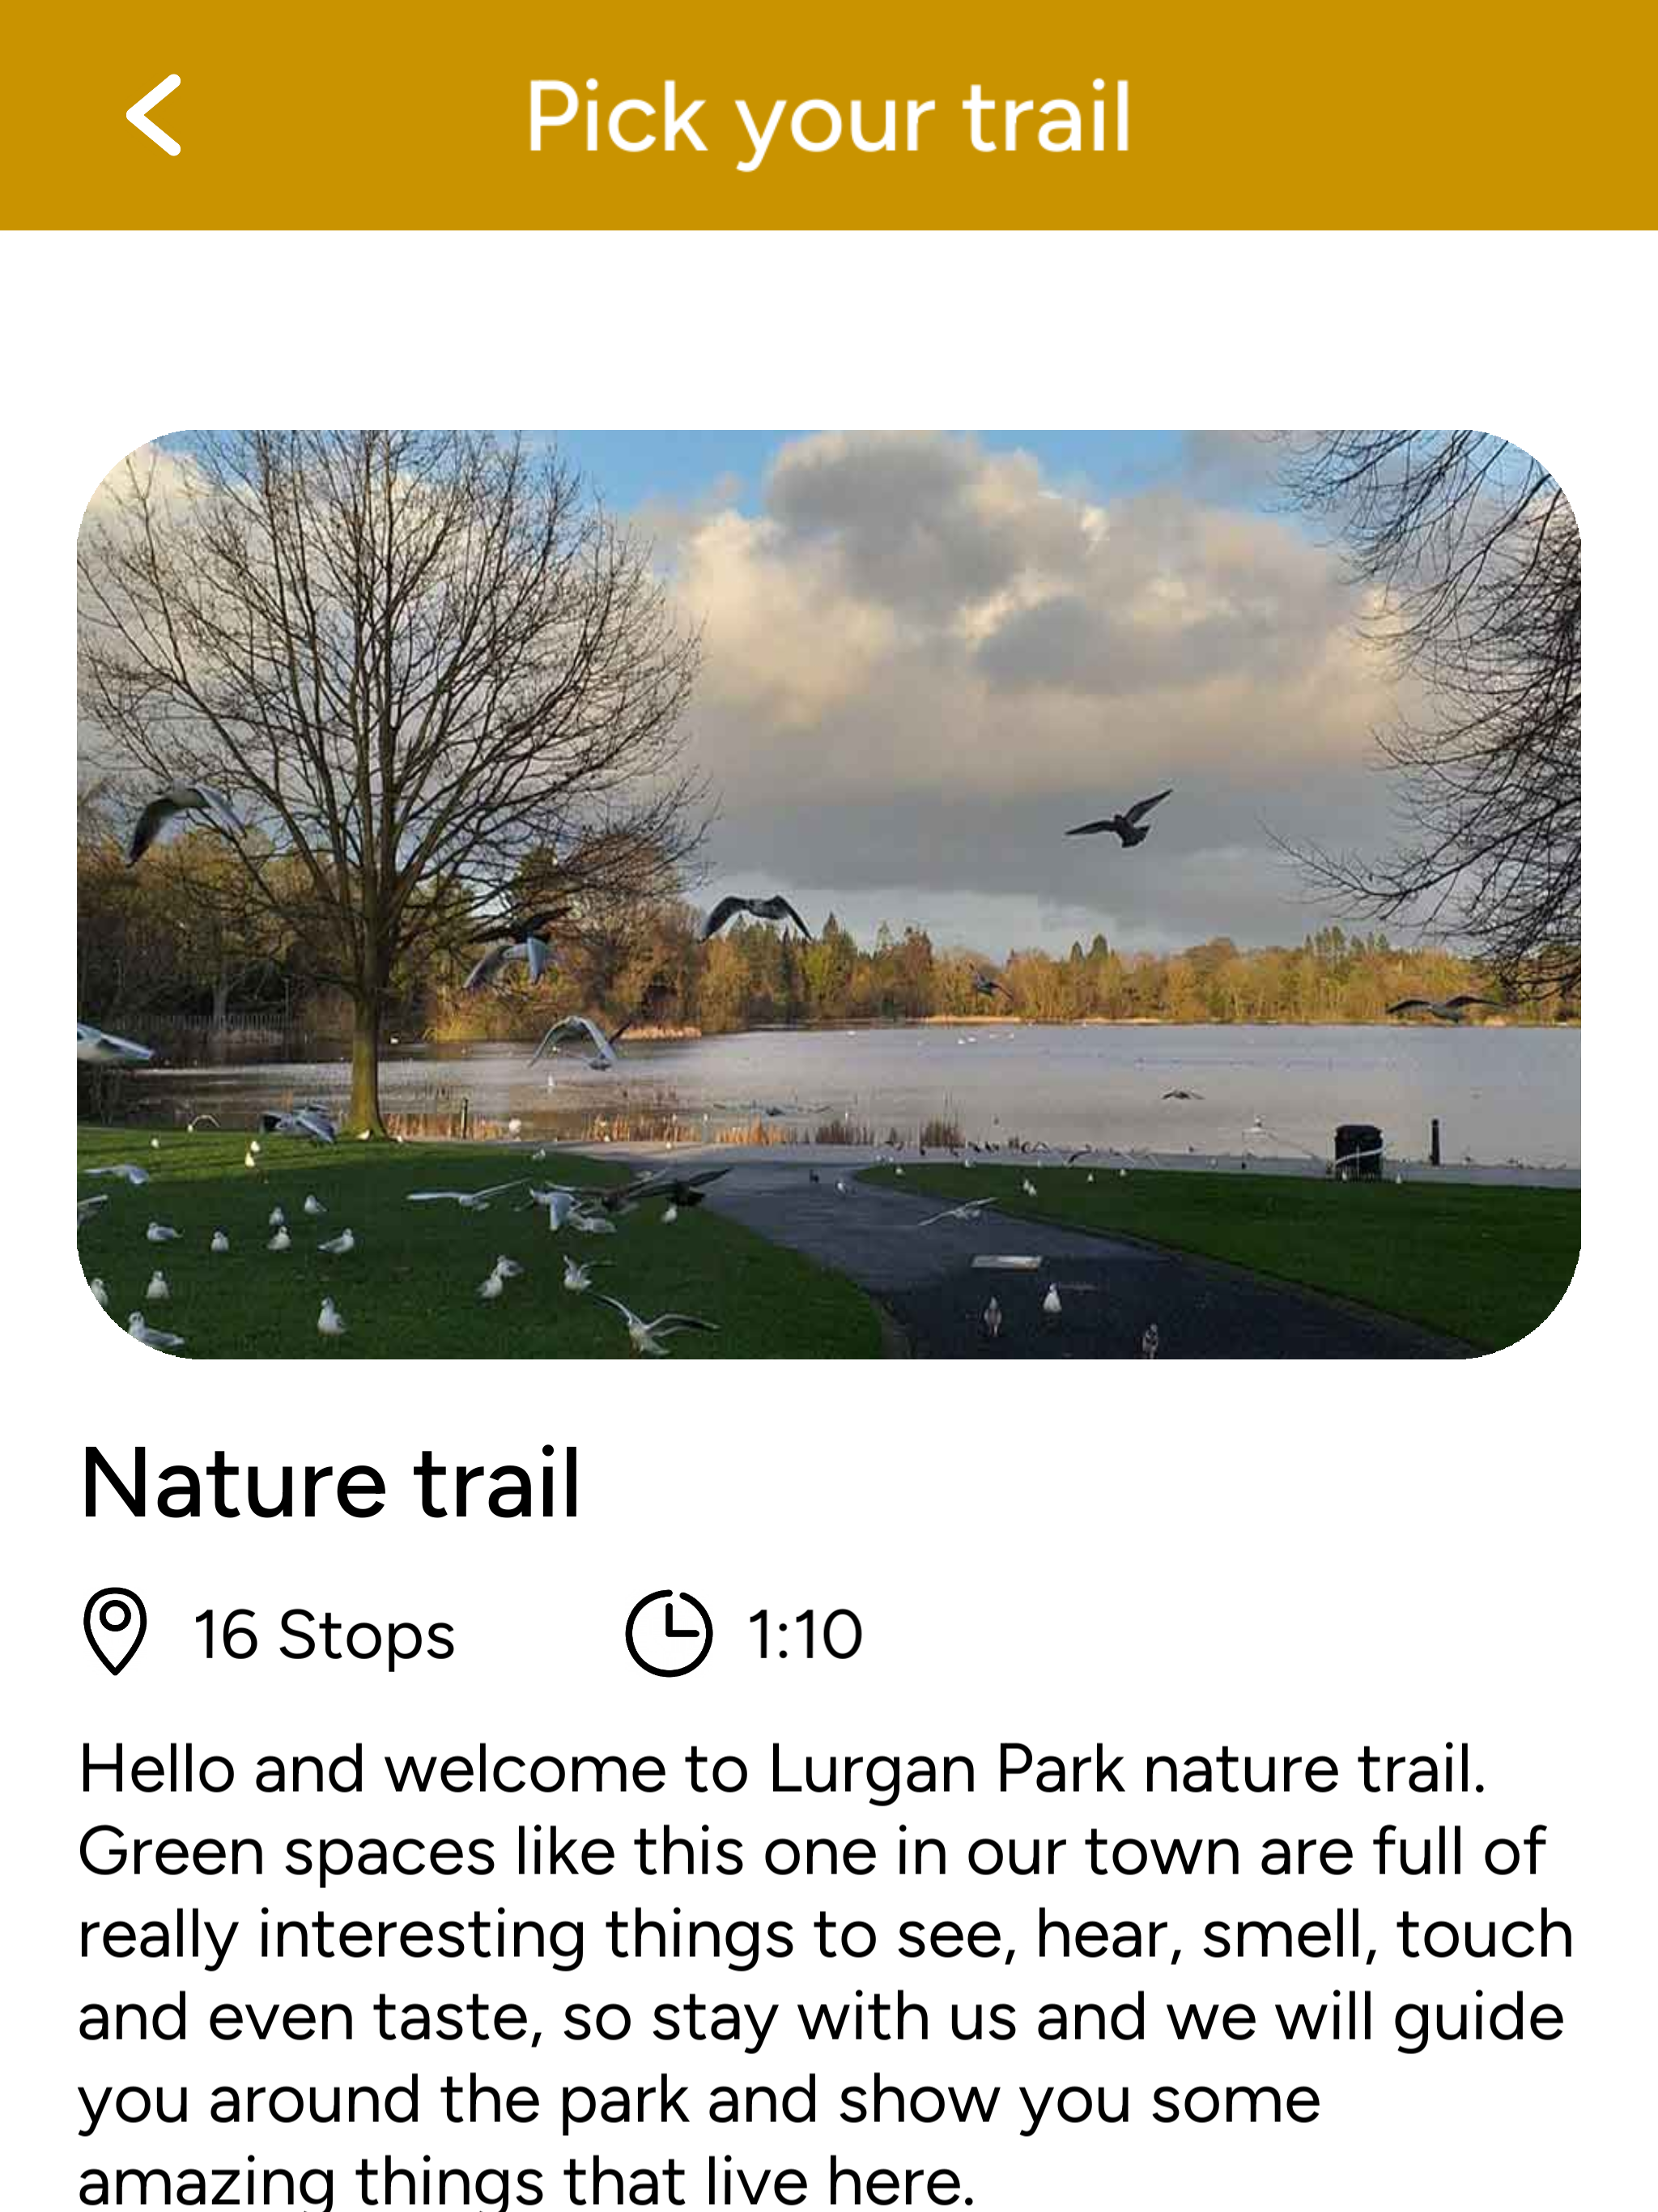 Pick your trail
Nature trail
16 Stops
1:10
Hello and welcome to Lurgan Park nature trail.
Green spaces like this one in our town are full of
really interesting things to see, hear, smell, touch
and even taste, so stay with us and we will guide
you around the park and show you some
amazing things that live here.